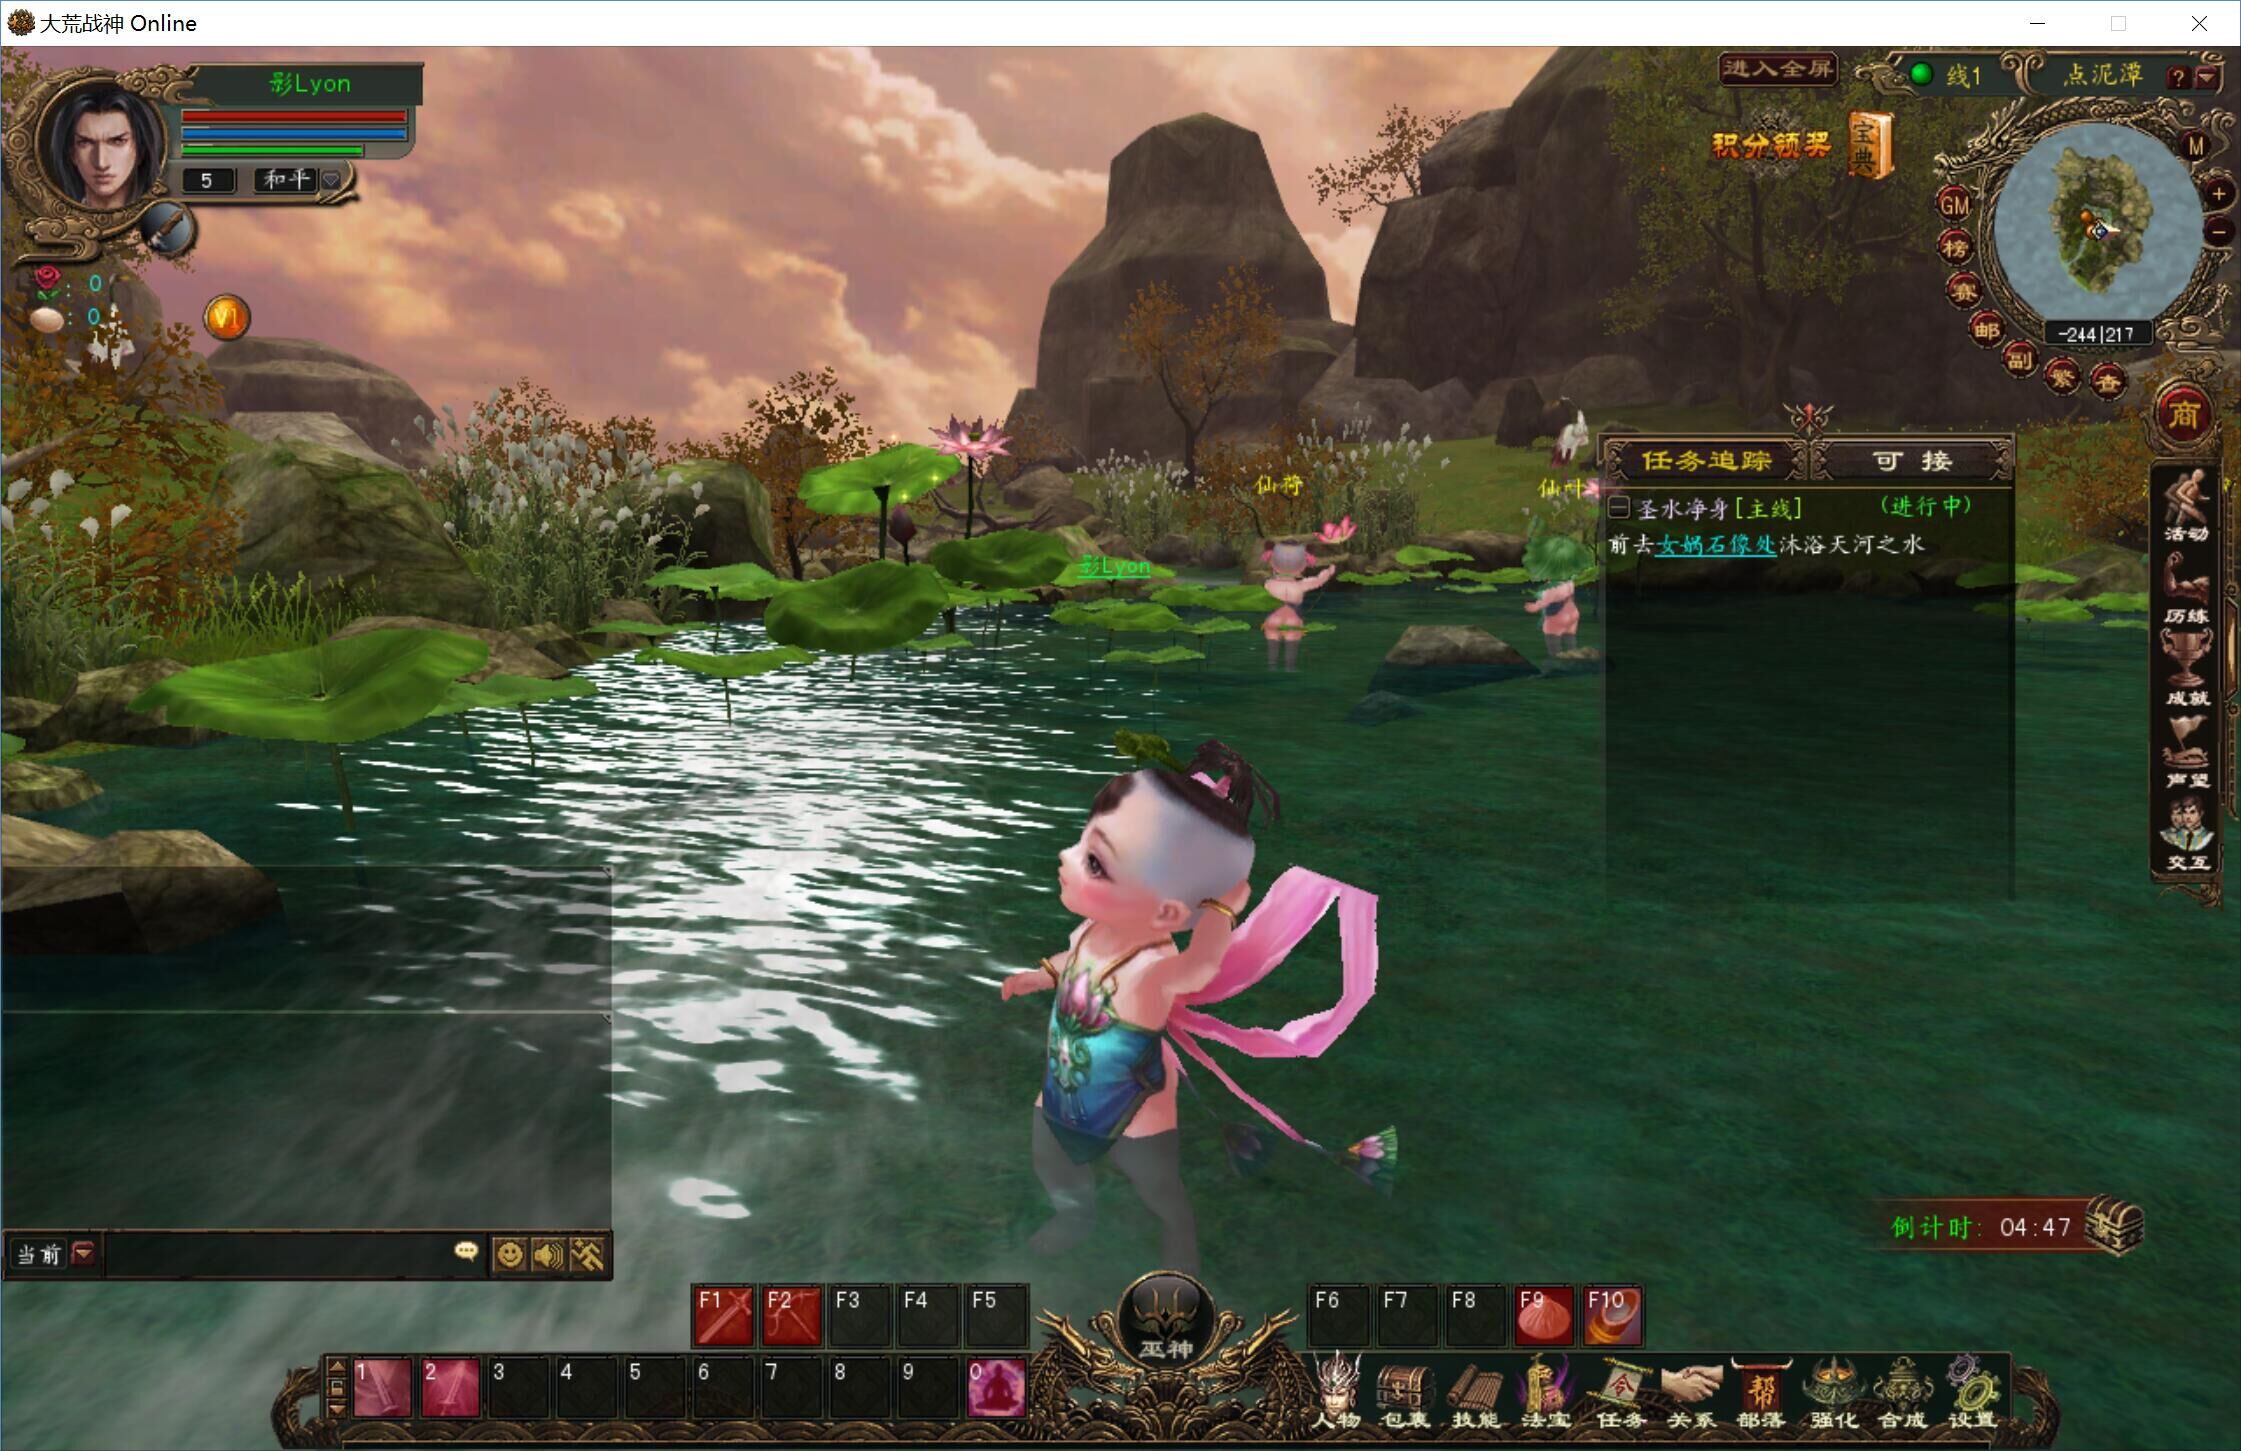 大荒战神 Online
影Lyon
5
和平
0
0
V1
进入全屏
线1
点泥潭
?
积分领奖
宝典
M
+
-
GM
榜
赛
邮
副
繁
查
-244|217
商
任务追踪
可 接
圣水净身[主线] (进行中)
前去女娲石像处沐浴天河之水
仙荷
仙叶
影Lyon
活动
历练
成就
声望
交互
倒计时: 04:47
当前
F1 F2 F3 F4 F5
巫神
F6 F7 F8 F9 F10
1 2 3 4 5 6 7 8 9 0
人物 包裹 技能 法宝 任务 关系 部落 强化 合成 设置